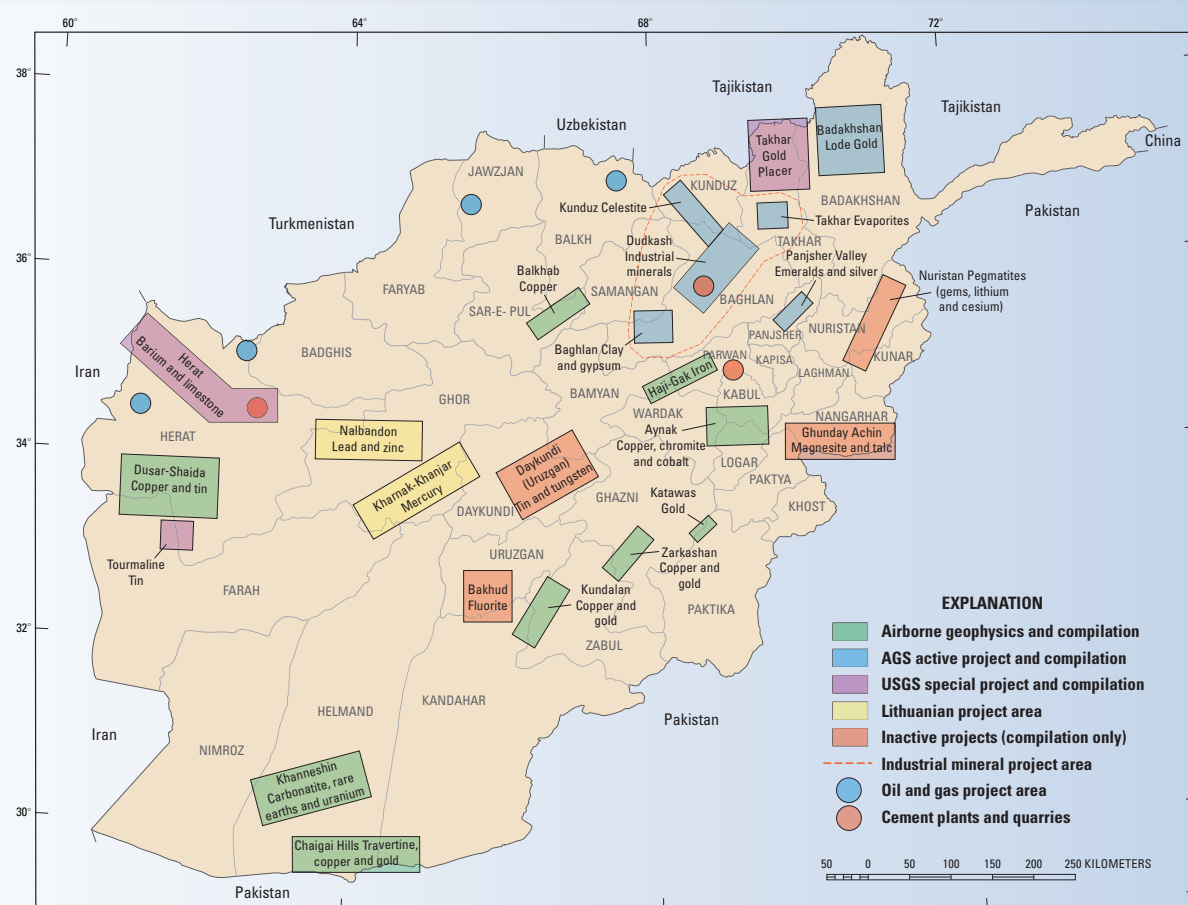 60°
64°
68°
72°
38°
36°
34°
32°
30°
Tajikistan
Tajikistan
Uzbekistan
China
Turkmenistan
Pakistan
Iran
Iran
Pakistan
Pakistan
JAWZJAN
KUNDUZ
BADAKHSHAN
BALKH
TAKHAR
FARYAB
SAR-E- PUL
SAMANGAN
BAGHLAN
BADGHIS
PANJSHER
NURISTAN
KUNAR
PARWAN
KAPISA
LAGHMAN
GHOR
BAMYAN
KABUL
WARDAK
NANGARHAR
HERAT
LOGAR
PAKTYA
GHAZNI
KHOST
DAYKUNDI
URUZGAN
FARAH
PAKTIKA
ZABUL
KANDAHAR
HELMAND
NIMROZ
Takhar
Gold
Placer
Badakhshan
Lode Gold
Kunduz Celestite
Takhar Evaporites
Dudkash
Industrial
minerals
Panjsher Valley
Emeralds and silver
Nuristan Pegmatites
(gems, lithium
and cesium)
Balkhab
Copper
Baghlan Clay
and gypsum
Haji-Gak Iron
Herat
Barium and limestone
Nalbandon
Lead and zinc
Aynak
Copper, chromite
and cobalt
Ghunday Achin
Magnesite and talc
Dusar-Shaida
Copper and tin
Kharnak-Khanjar
Mercury
Daykundi
(Uruzgan)
Tin and tungsten
Katawas
Gold
Tourmaline
Tin
Zarkashan
Copper and
gold
Bakhud
Fluorite
Kundalan
Copper and
gold
Khanneshin
Carbonatite, rare
earths and uranium
Chaigai Hills Travertine,
copper and gold
EXPLANATION
Airborne geophysics and compilation
AGS active project and compilation
USGS special project and compilation
Lithuanian project area
Inactive projects (compilation only)
Industrial mineral project area
Oil and gas project area
Cement plants and quarries
50 0 50 100 150 200 250 KILOMETERS